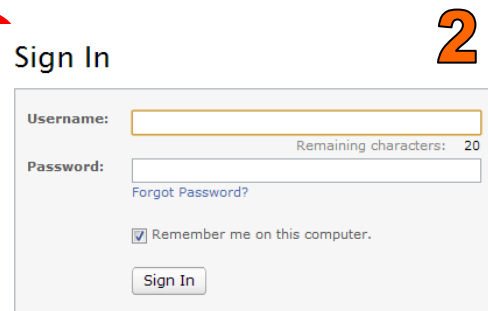 2
Sign In
Username:
Remaining characters: 20
Password:
Forgot Password?
Remember me on this computer.
Sign In